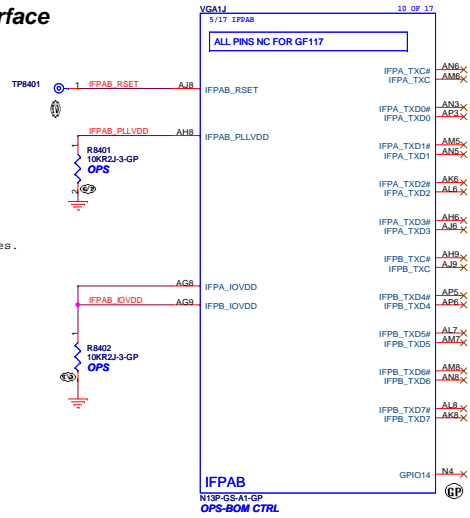 rface
VGA1J
10 OF 17
5/17 IFPAB
ALL PINS NC FOR GF117
TP8401
1
IFPAB_RSET
AJ8
IFPAB_RSET
IFPAB_PLLVDD
AH8
IFPAB_PLLVDD
1
R8401
10KR2J-3-GP
OPS
2
es.
AG8
IFPA_IOVDD
IFPAB_IOVDD
AG9
IFPB_IOVDD
1
R8402
10KR2J-3-GP
OPS
IFPA_TXC#
AN6
IFPA_TXC
AM6
IFPA_TXD0#
AN3
IFPA_TXD0
AP3
IFPA_TXD1#
AM5
IFPA_TXD1
AN5
IFPA_TXD2#
AK6
IFPA_TXD2
AL6
IFPA_TXD3#
AH6
IFPA_TXD3
AJ6
IFPB_TXC#
AH9
IFPB_TXC
AJ9
IFPB_TXD4#
AP5
IFPB_TXD4
AP6
IFPB_TXD5#
AL7
IFPB_TXD5
AM7
IFPB_TXD6#
AM8
IFPB_TXD6
AN8
IFPB_TXD7#
AL8
IFPB_TXD7
AK8
GPIO14
N4
GP
IFPAB
N13P-GS-A1-GP
OPS-BOM CTRL